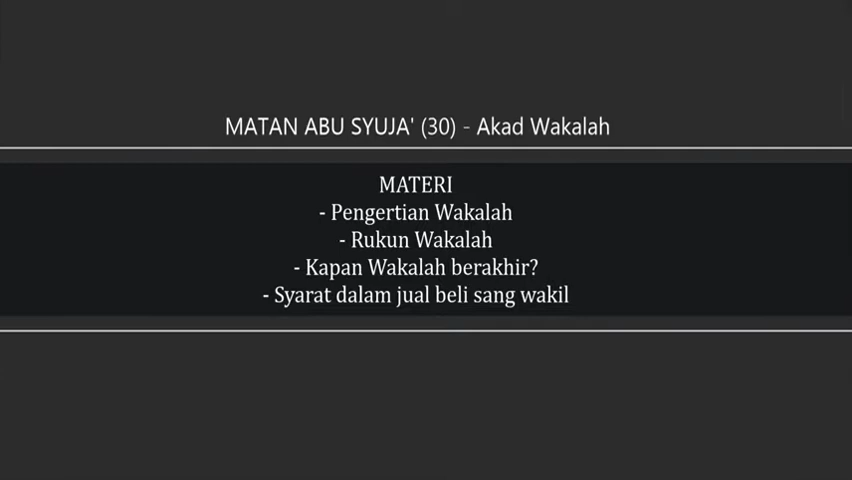 MATAN ABU SYUJA' (30) - Akad Wakalah
MATERI
- Pengertian Wakalah
- Rukun Wakalah
- Kapan Wakalah berakhir?
- Syarat dalam jual beli sang wakil